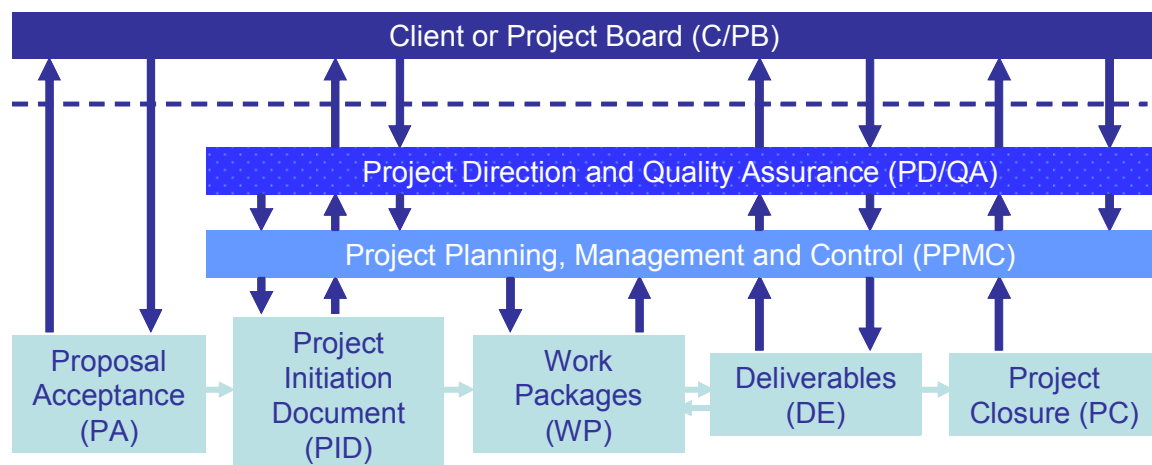 Client or Project Board (C/PB)
Project Direction and Quality Assurance (PD/QA)
Project Planning, Management and Control (PPMC)
Proposal
Acceptance
(PA)
Project
Initiation
Document
(PID)
Work
Packages
(WP)
Deliverables
(DE)
Project
Closure (PC)